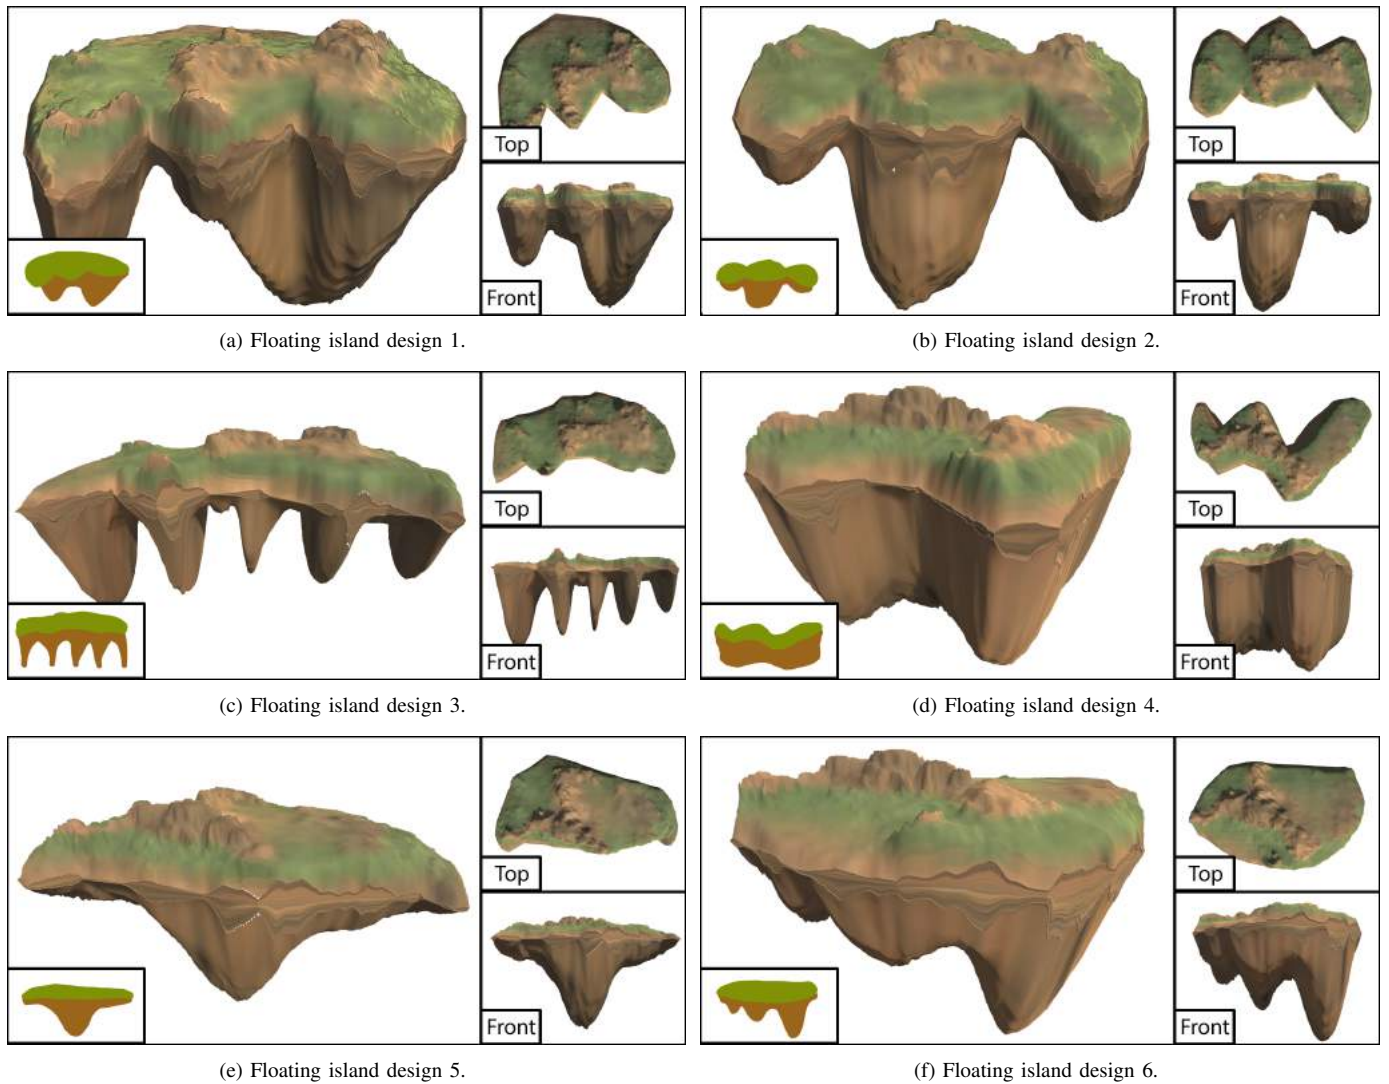 Top
Front
Top
Front
(a) Floating island design 1.
(b) Floating island design 2.
Top
Front
Top
Front
(c) Floating island design 3.
(d) Floating island design 4.
Top
Front
Top
Front
(e) Floating island design 5.
(f) Floating island design 6.